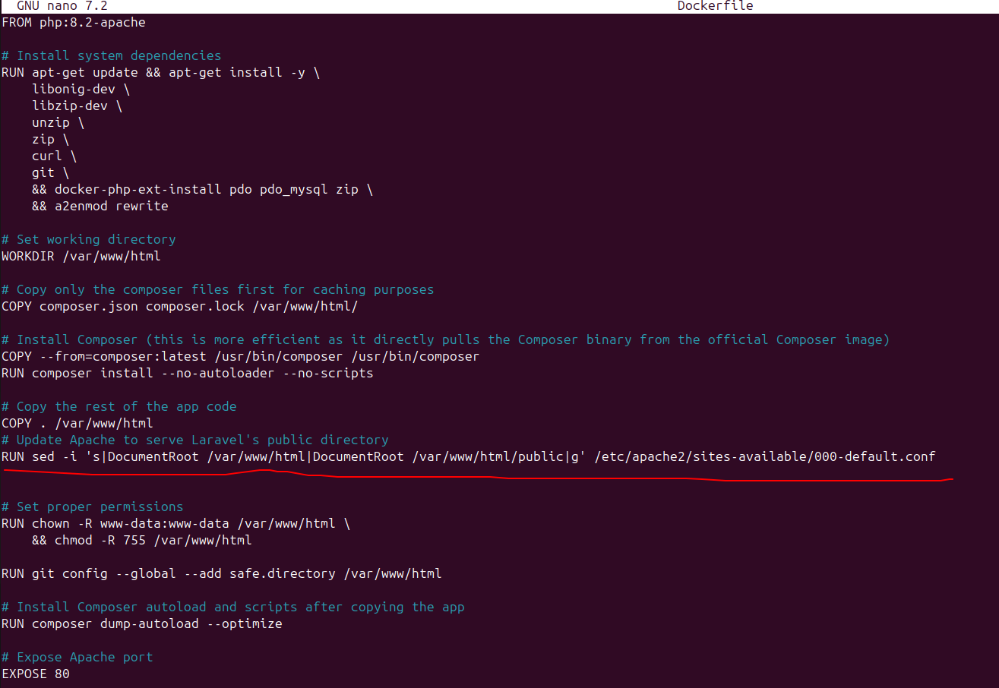 GNU nano 7.2 Dockerfile
FROM php:8.2-apache
# Install system dependencies
RUN apt-get update && apt-get install -y \
    libonig-dev \
    libzip-dev \
    unzip \
    zip \
    curl \
    git \
    && docker-php-ext-install pdo pdo_mysql zip \
    && a2enmod rewrite
# Set working directory
WORKDIR /var/www/html
# Copy only the composer files first for caching purposes
COPY composer.json composer.lock /var/www/html/
# Install Composer (this is more efficient as it directly pulls the Composer binary from the official Composer image)
COPY --from=composer:latest /usr/bin/composer /usr/bin/composer
RUN composer install --no-autoloader --no-scripts
# Copy the rest of the app code
COPY . /var/www/html
# Update Apache to serve Laravel's public directory
RUN sed -i 's|DocumentRoot /var/www/html|DocumentRoot /var/www/html/public|g' /etc/apache2/sites-available/000-default.conf
# Set proper permissions
RUN chown -R www-data:www-data /var/www/html \
    && chmod -R 755 /var/www/html
RUN git config --global --add safe.directory /var/www/html
# Install Composer autoload and scripts after copying the app
RUN composer dump-autoload --optimize
# Expose Apache port
EXPOSE 80